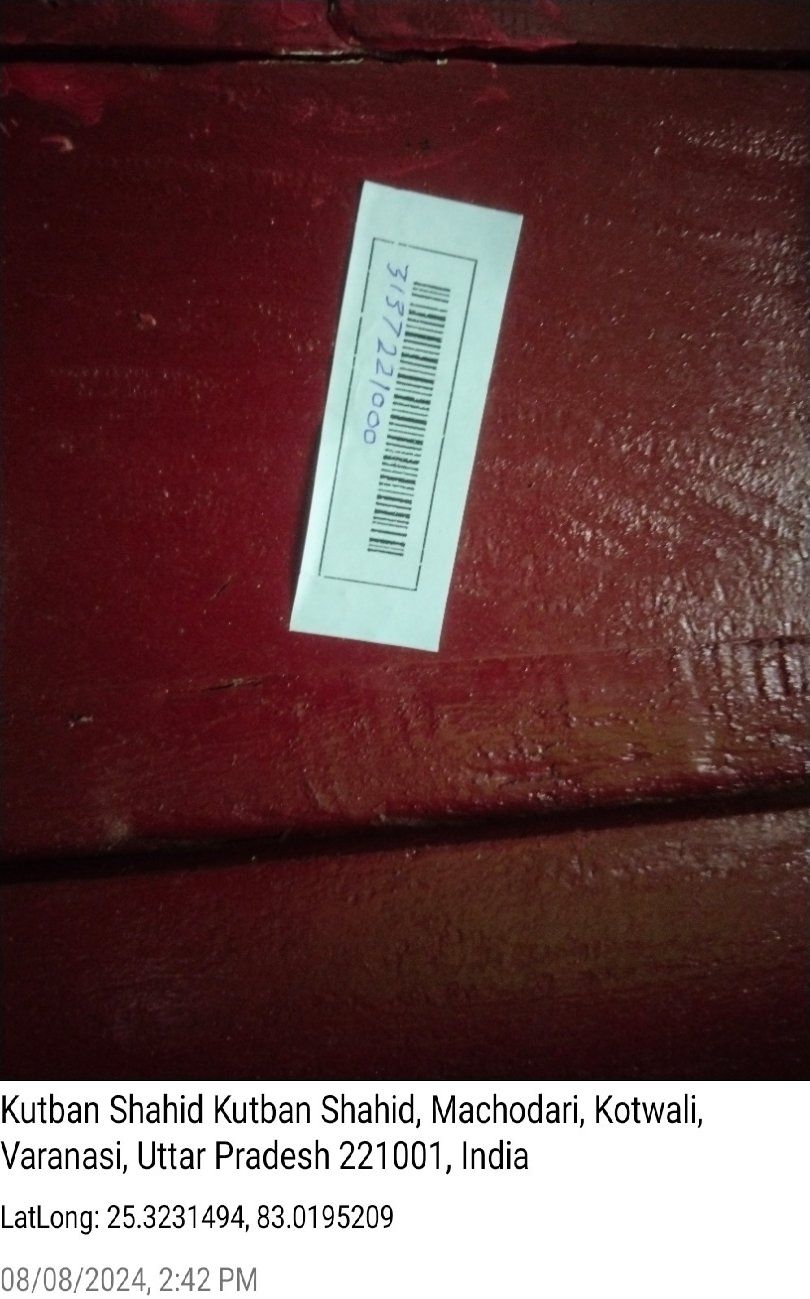 3137221000
Kutban Shahid Kutban Shahid, Machodari, Kotwali,
Varanasi, Uttar Pradesh 221001, India
LatLong: 25.3231494, 83.0195209
08/08/2024, 2:42 PM